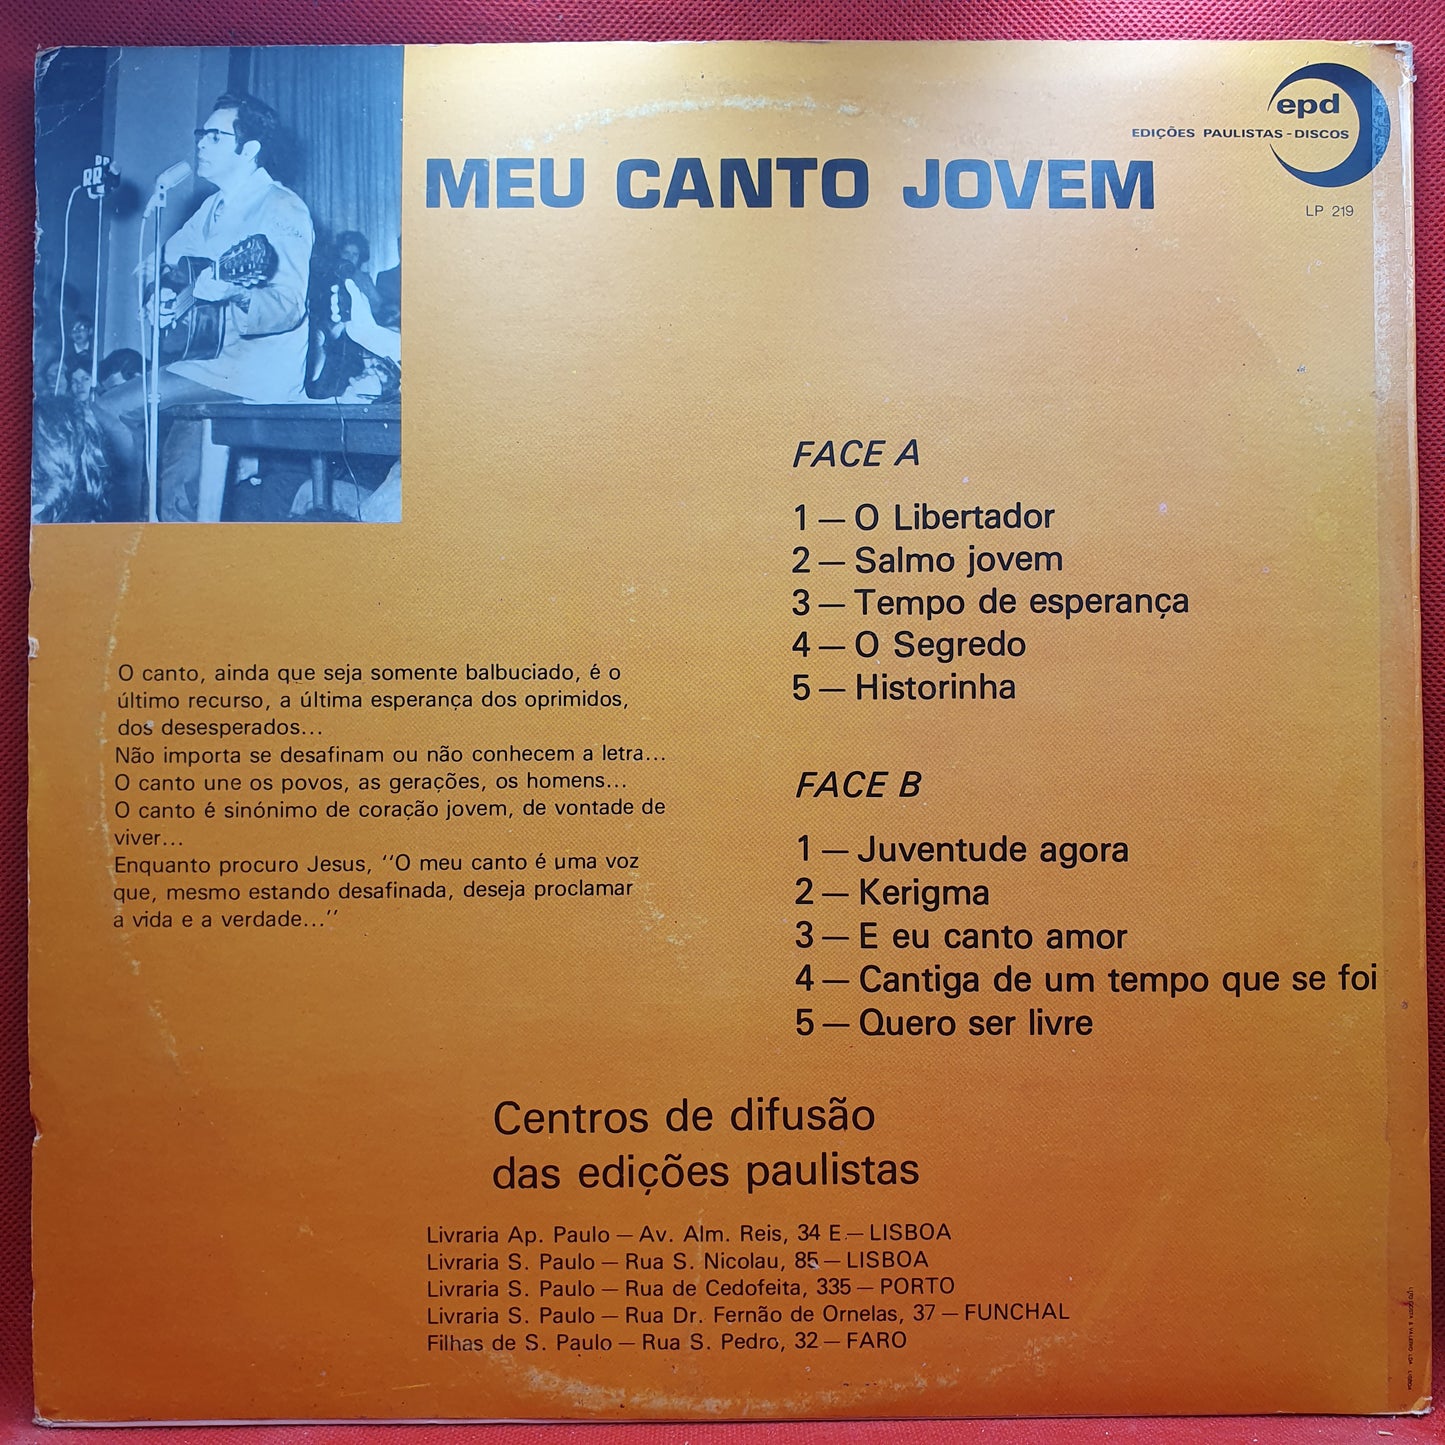 epd
EDIÇÕES PAULISTAS - DISCOS
MEU CANTO JOVEM
LP 219
FACE A
1 — O Libertador
2 — Salmo jovem
3 — Tempo de esperança
4 — O Segredo
5 — Historinha
O canto, ainda que seja somente balbuciado, é o
último recurso, a última esperança dos oprimidos,
dos desesperados...
Não importa se desafinam ou não conhecem a letra...
O canto une os povos, as gerações, os homens...
O canto é sinónimo de coração jovem, de vontade de
viver...
Enquanto procuro Jesus, ''O meu canto é uma voz
que, mesmo estando desafinada, deseja proclamar
a vida e a verdade...''
FACE B
1 — Juventude agora
2 — Kerigma
3 — E eu canto amor
4 — Cantiga de um tempo que se foi
5 — Quero ser livre
Centros de difusão
das edições paulistas
Livraria Ap. Paulo — Av. Alm. Reis, 34 E — LISBOA
Livraria S. Paulo — Rua S. Nicolau, 85 — LISBOA
Livraria S. Paulo — Rua de Cedofeita, 335 — PORTO
Livraria S. Paulo — Rua Dr. Fernão de Ornelas, 37 — FUNCHAL
Filhas de S. Paulo — Rua S. Pedro, 32 — FARO